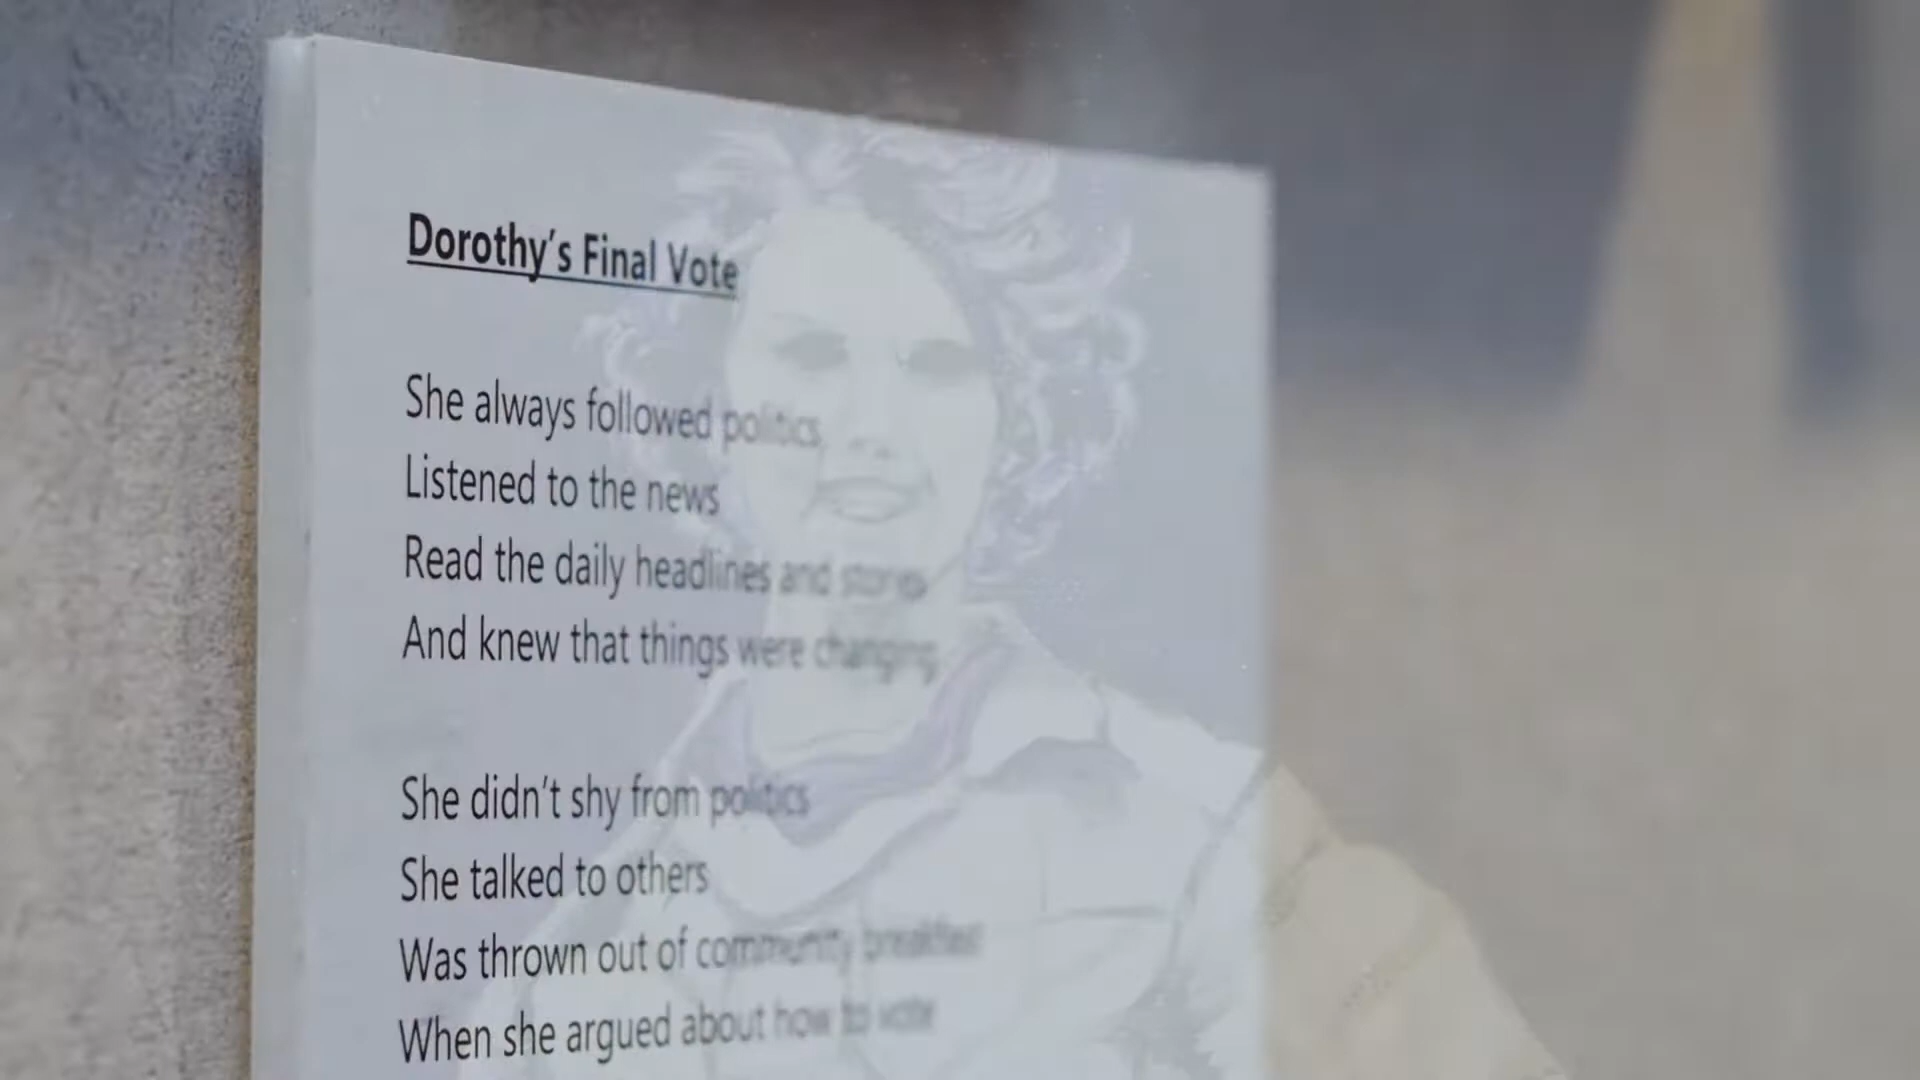 Dorothy's Final Vote
She always followed politics
Listened to the news
Read the daily headlines and stories
And knew that things were changing
She didn't shy from politics
She talked to others
Was thrown out of community breakfast
When she argued about how to vote